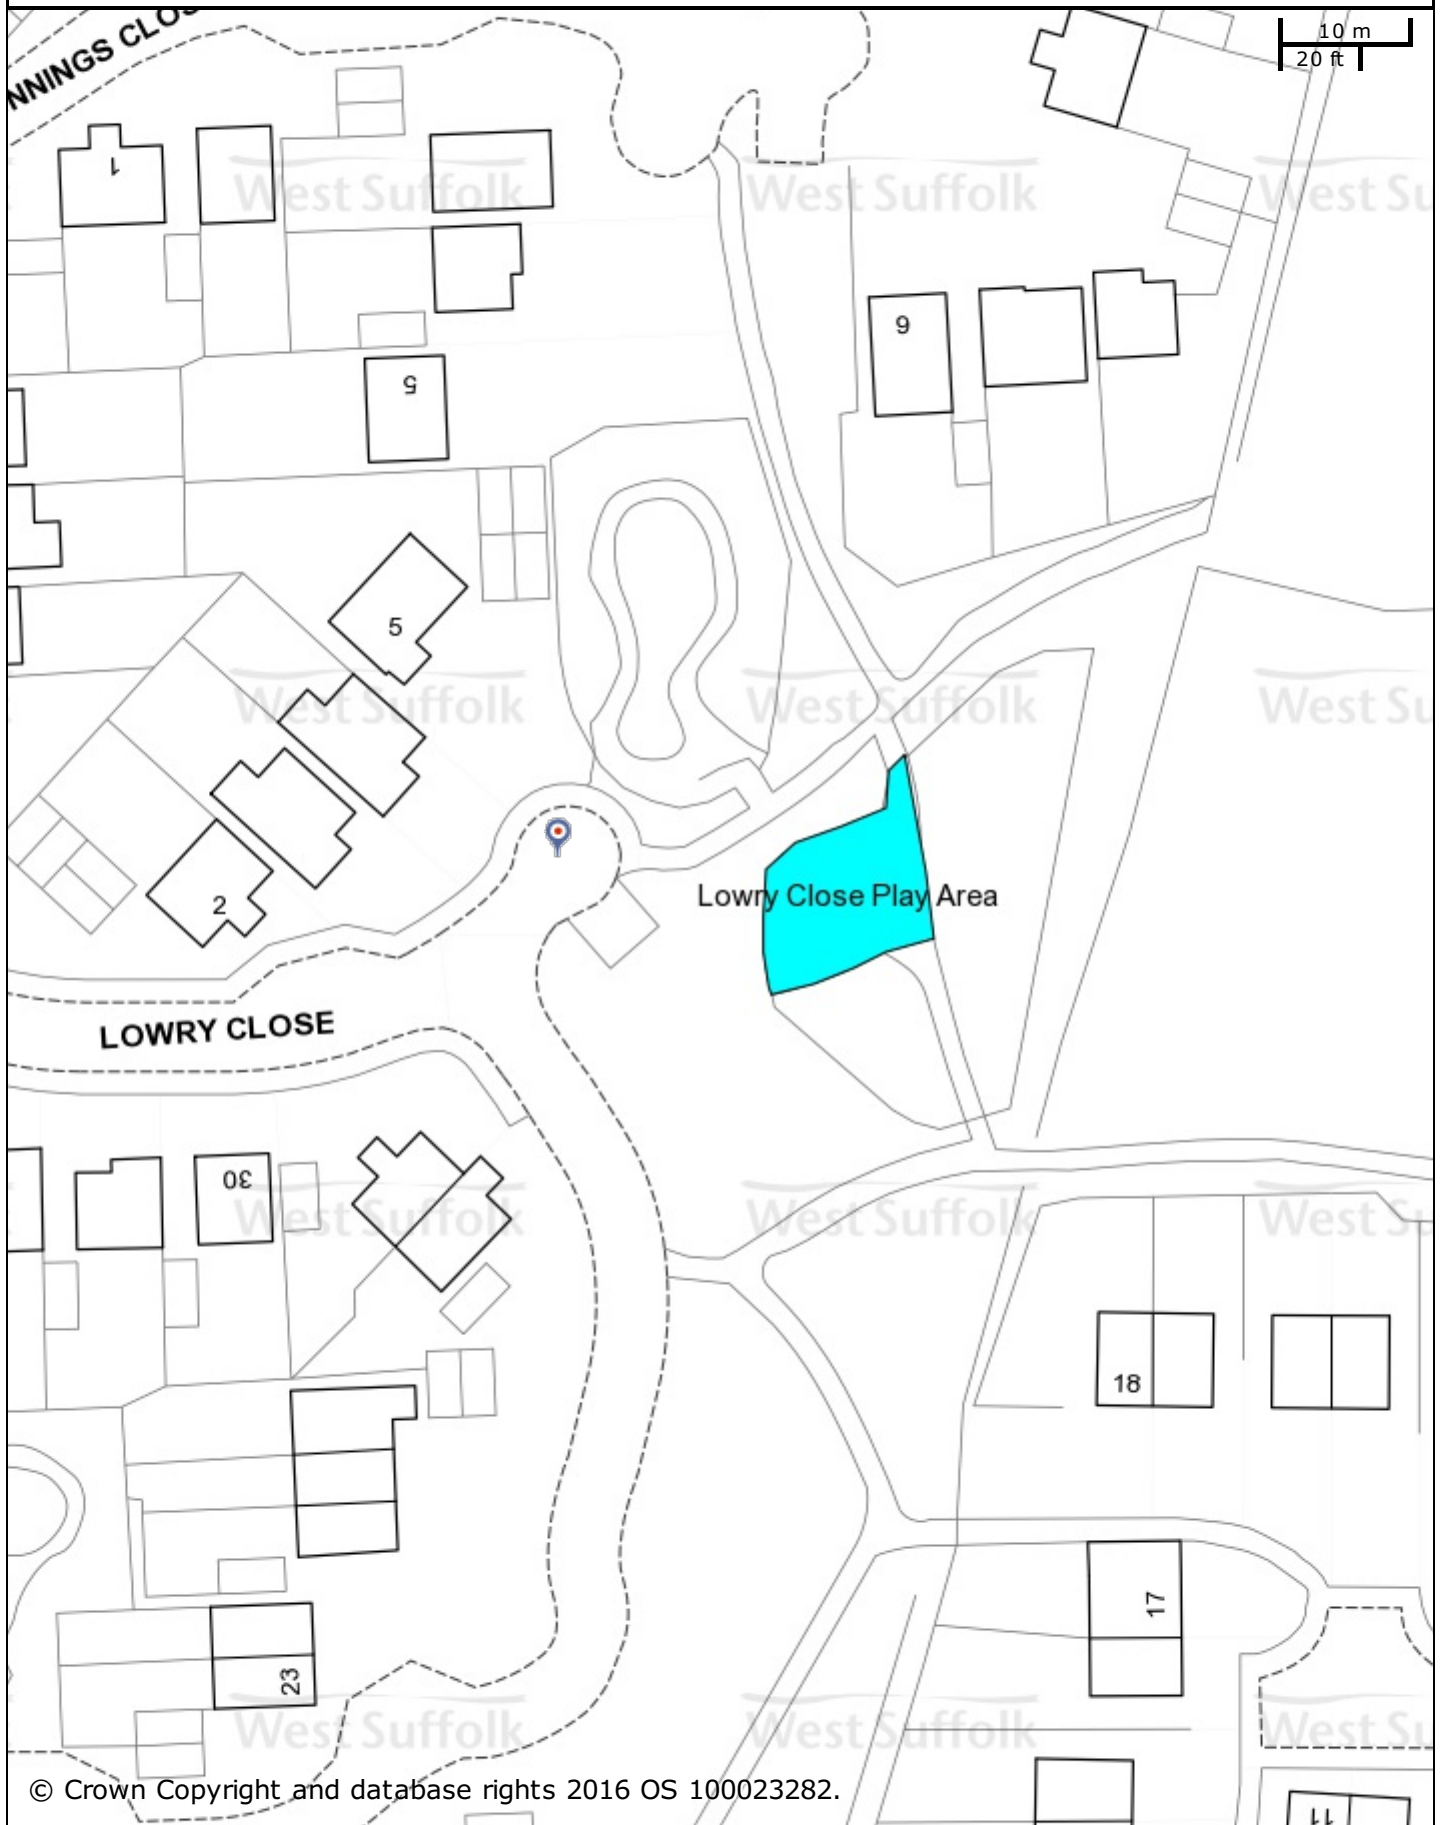 NNINGS CLOS
10 m
20 ft
1
West Suffolk
West Suffolk
West Su
9
5
5
West Suffolk
West Suffolk
West Su
2
Lowry Close Play Area
LOWRY CLOSE
30
West Suffolk
West Suffolk
West Su
18
17
23
West Suffolk
West Suffolk
West Su
© Crown Copyright and database rights 2016 OS 100023282.
11